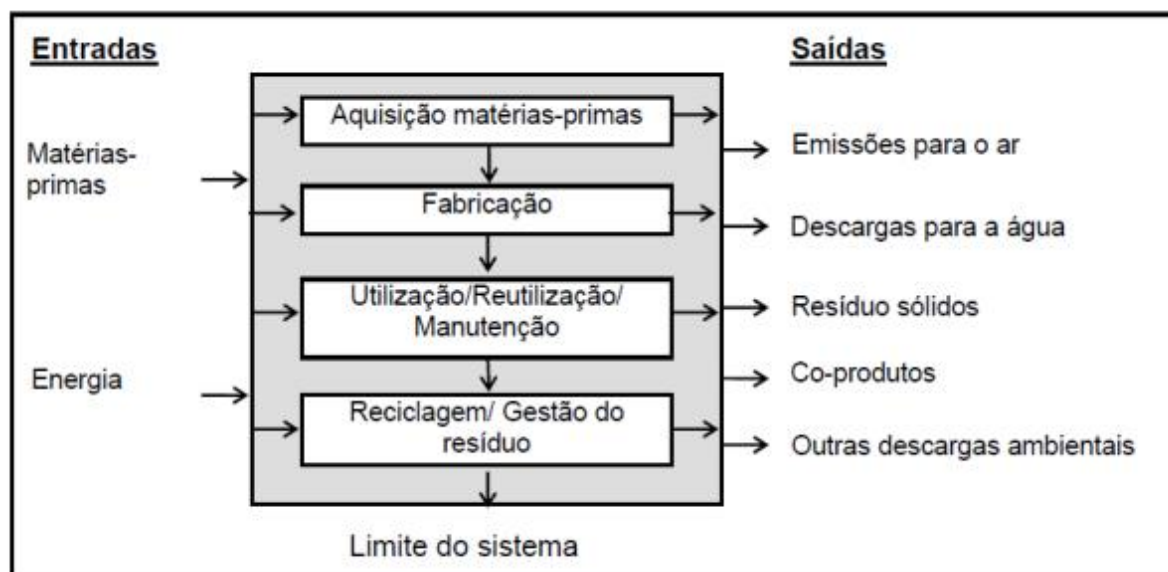 Entradas
Saídas
Aquisição matérias-primas
Matérias-
primas
Emissões para o ar
Fabricação
Descargas para a água
Utilização/Reutilização/
Manutenção
Resíduo sólidos
Energia
Co-produtos
Reciclagem/ Gestão do
resíduo
Outras descargas ambientais
Limite do sistema